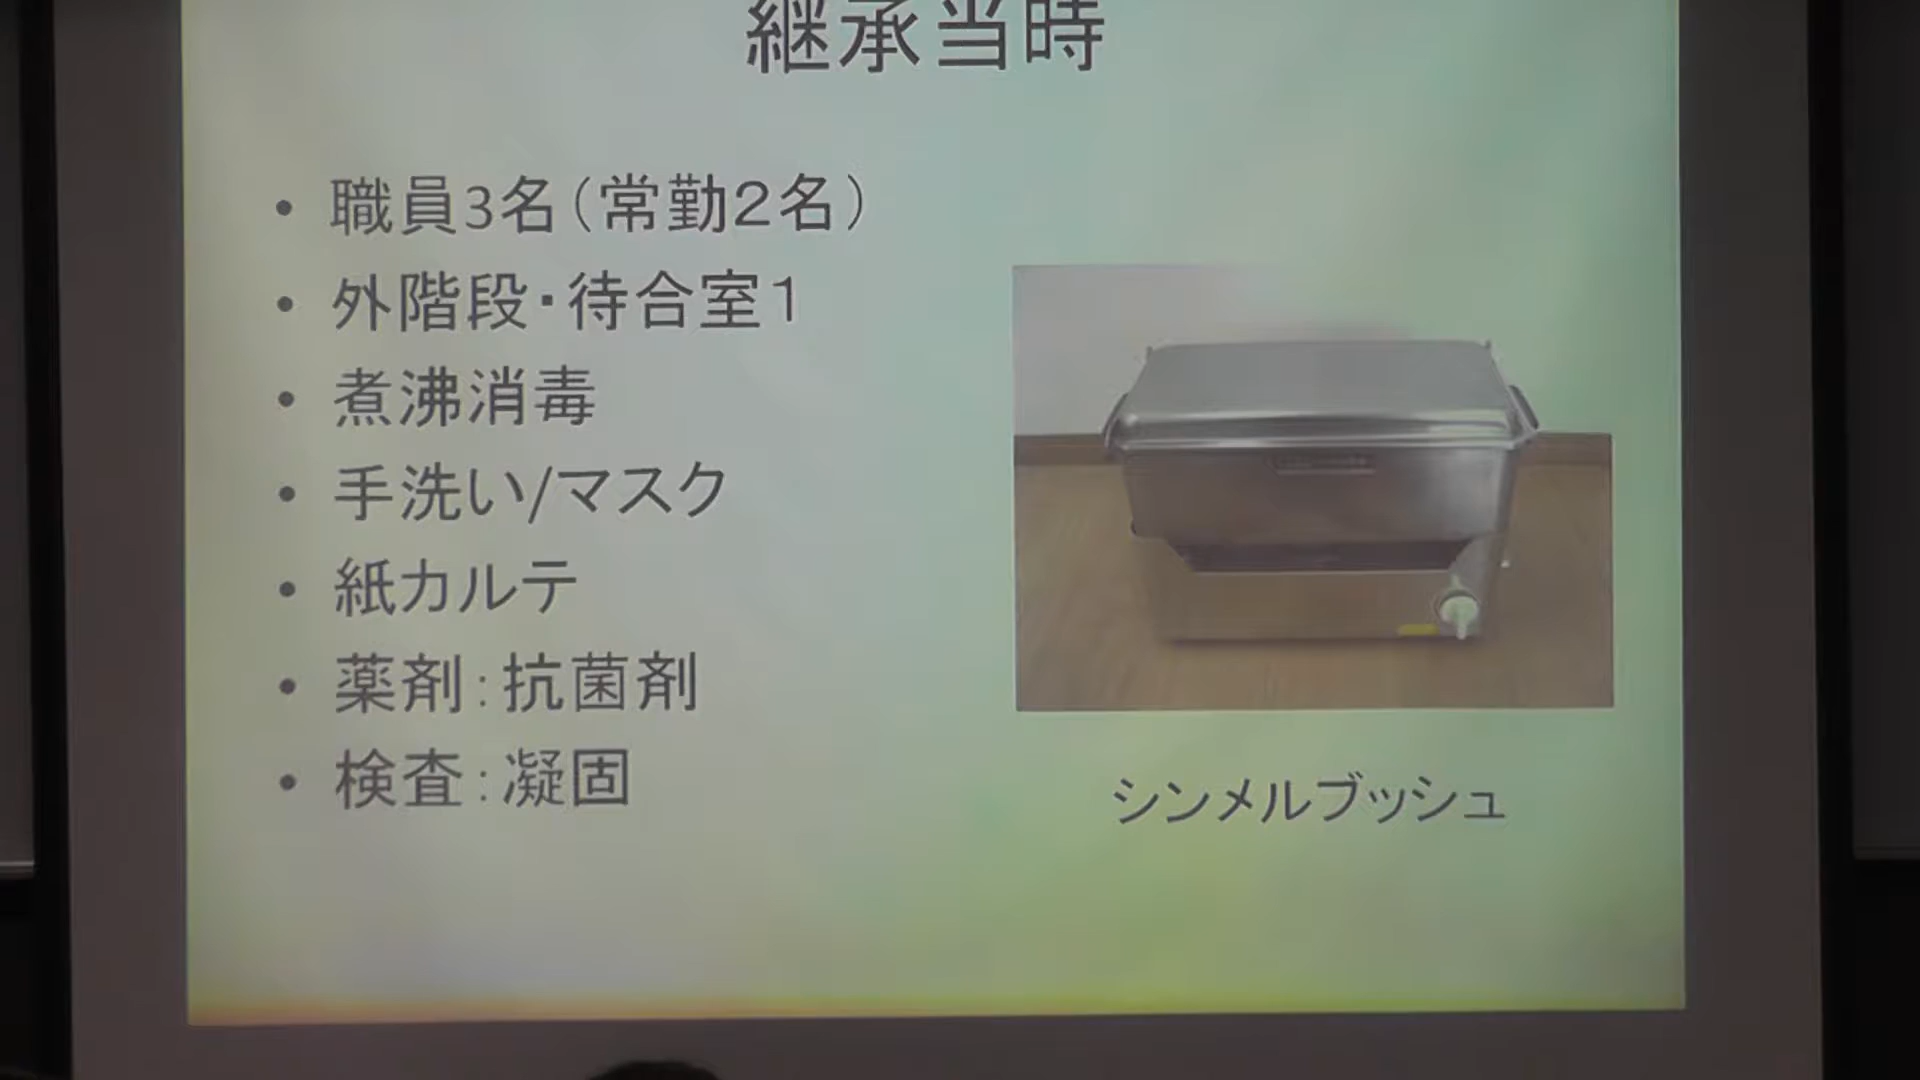 継承当時
• 職員3名（常勤２名）
• 外階段・待合室１
• 煮沸消毒
• 手洗い/マスク
• 紙カルテ
• 薬剤：抗菌剤
• 検査：凝固
シンメルブッシュ